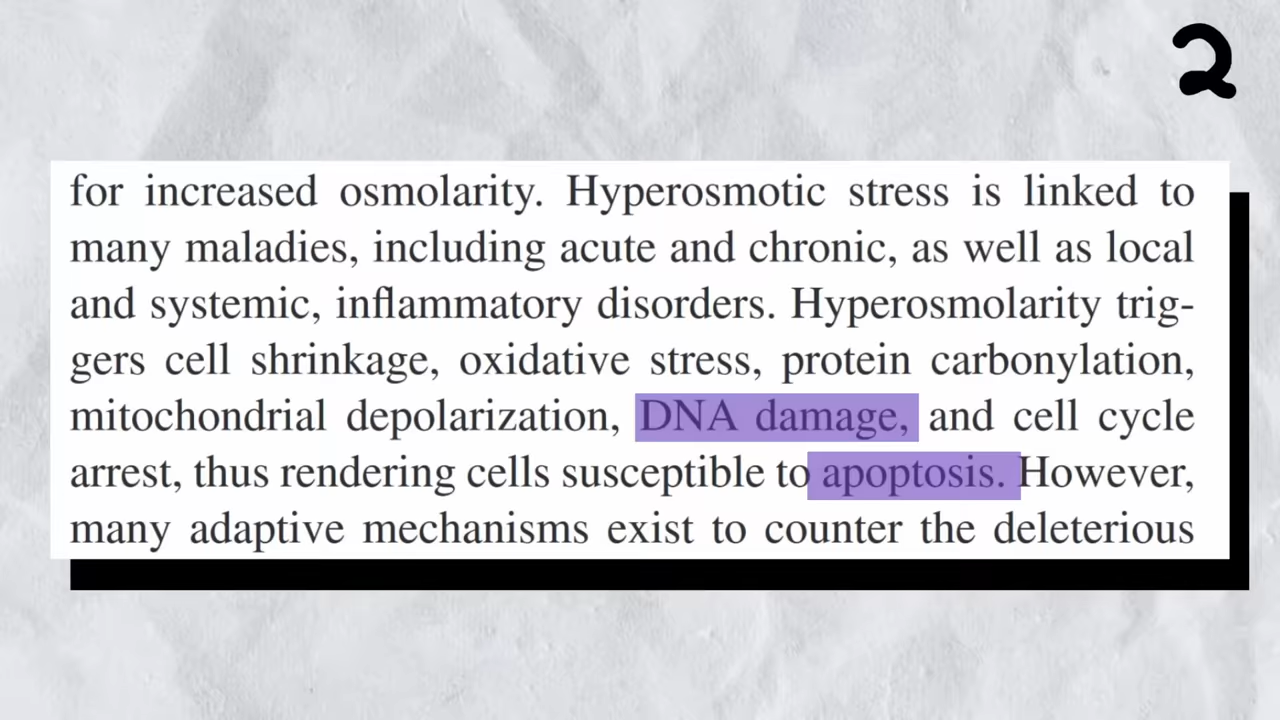 2
for increased osmolarity. Hyperosmotic stress is linked to
many maladies, including acute and chronic, as well as local
and systemic, inflammatory disorders. Hyperosmolarity trig-
gers cell shrinkage, oxidative stress, protein carbonylation,
mitochondrial depolarization, DNA damage, and cell cycle
arrest, thus rendering cells susceptible to apoptosis. However,
many adaptive mechanisms exist to counter the deleterious